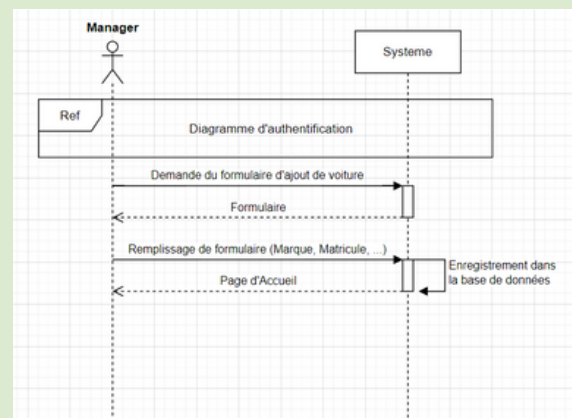 Manager
Systeme
Ref
Diagramme d'authentification
Demande du formulaire d'ajout de voiture
Formulaire
Remplissage de formulaire (Marque, Matricule, ...)
Enregistrement dans
la base de données
Page d'Accueil